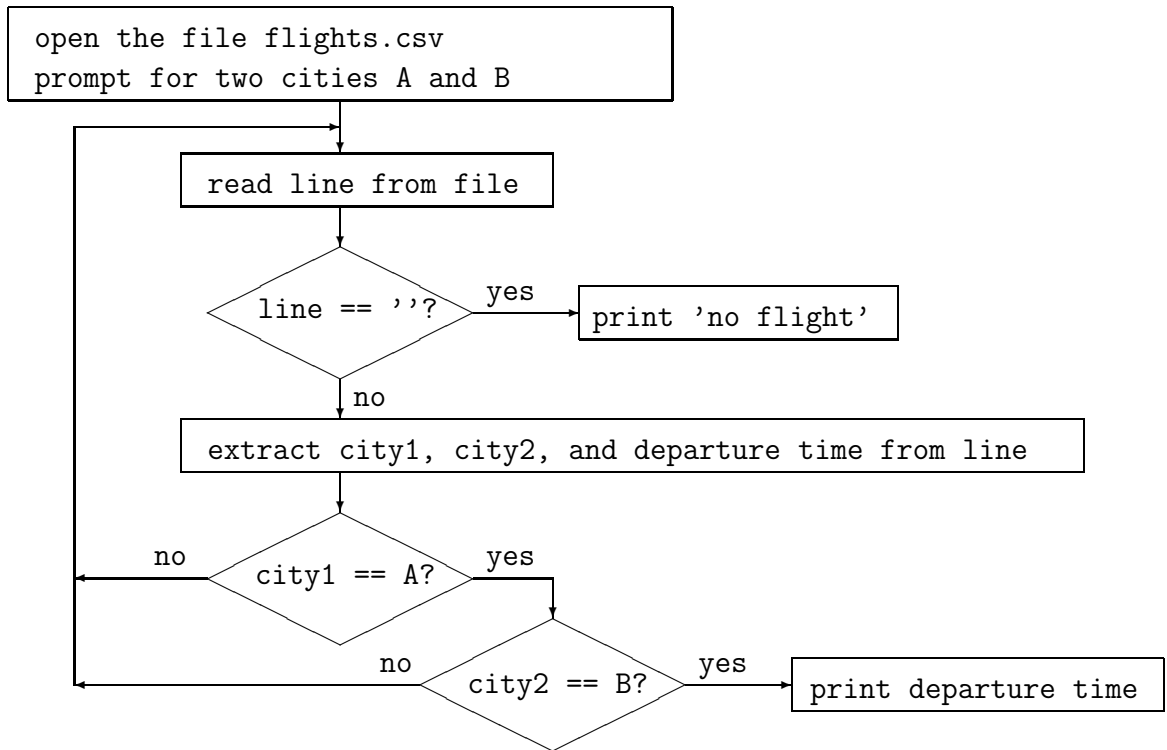 open the file flights.csv
prompt for two cities A and B
read line from file
line == ’’?
yes
print ’no flight’
no
extract city1, city2, and departure time from line
no
city1 == A?
yes
no
city2 == B?
yes
print departure time